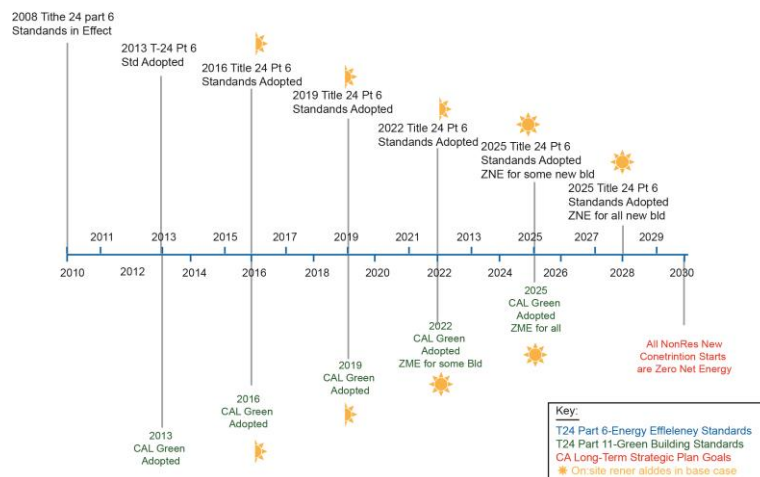 2008 Tithe 24 part 6
Standards in Effect
2013 T-24 Pt 6
Std Adopted
2016 Title 24 Pt 6
Standards Adopted
2019 Title 24 Pt 6
Standards Adopted
2022 Title 24 Pt 6
Standards Adopted
2025 Title 24 Pt 6
Standards Adopted
ZNE for some new bld
2025 Title 24 Pt 6
Standards Adopted
ZNE for all new bld
2011 2013 2015 2017 2019 2021 2013 2025 2027 2029
2010 2012 2014 2016 2018 2020 2022 2024 2026 2028 2030
2013
CAL Green
Adopted
2016
CAL Green
Adopted
2019
CAL Green
Adopted
2022
CAL Green
Adopted
ZME for some Bld
2025
CAL Green
Adopted
ZME for all
All NonRes New
Conetrintion Starts
are Zero Net Energy
Key:
T24 Part 6-Energy Effleleney Standards
T24 Part 11-Green Building Standards
CA Long-Term Strategic Plan Goals
On:site rener alddes in base case